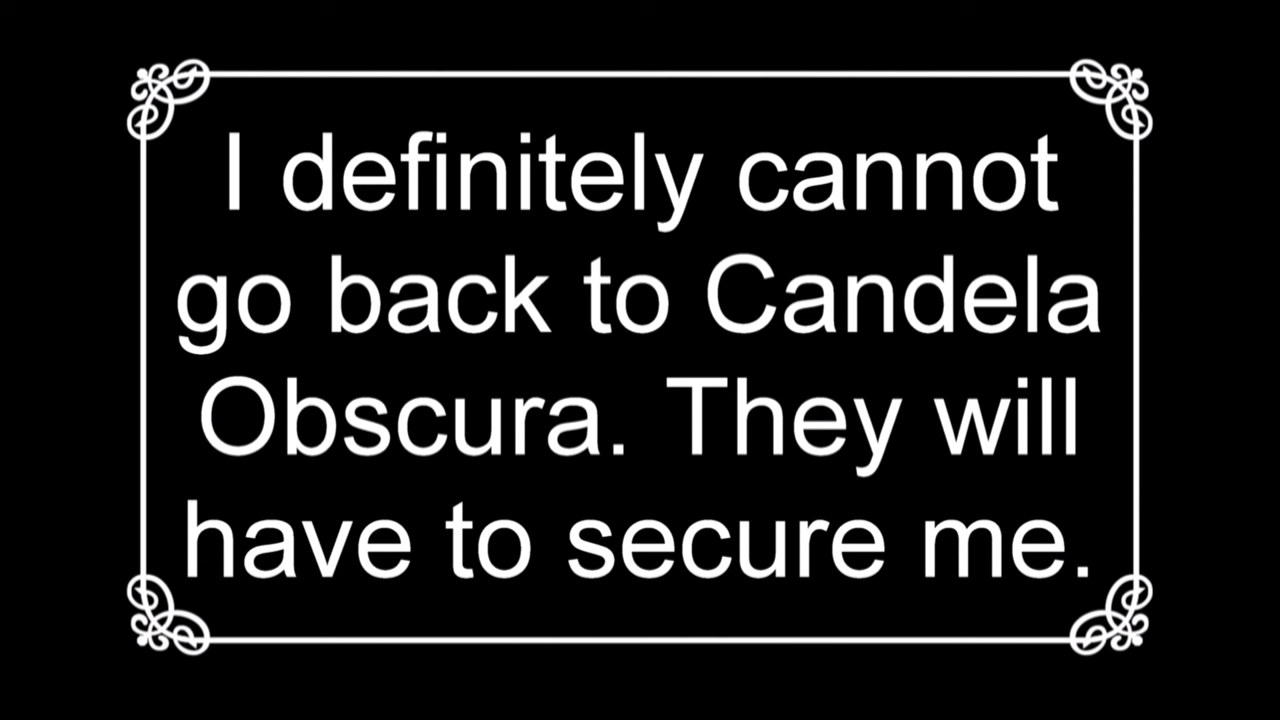 I definitely cannot
go back to Candela
Obscura. They will
have to secure me.